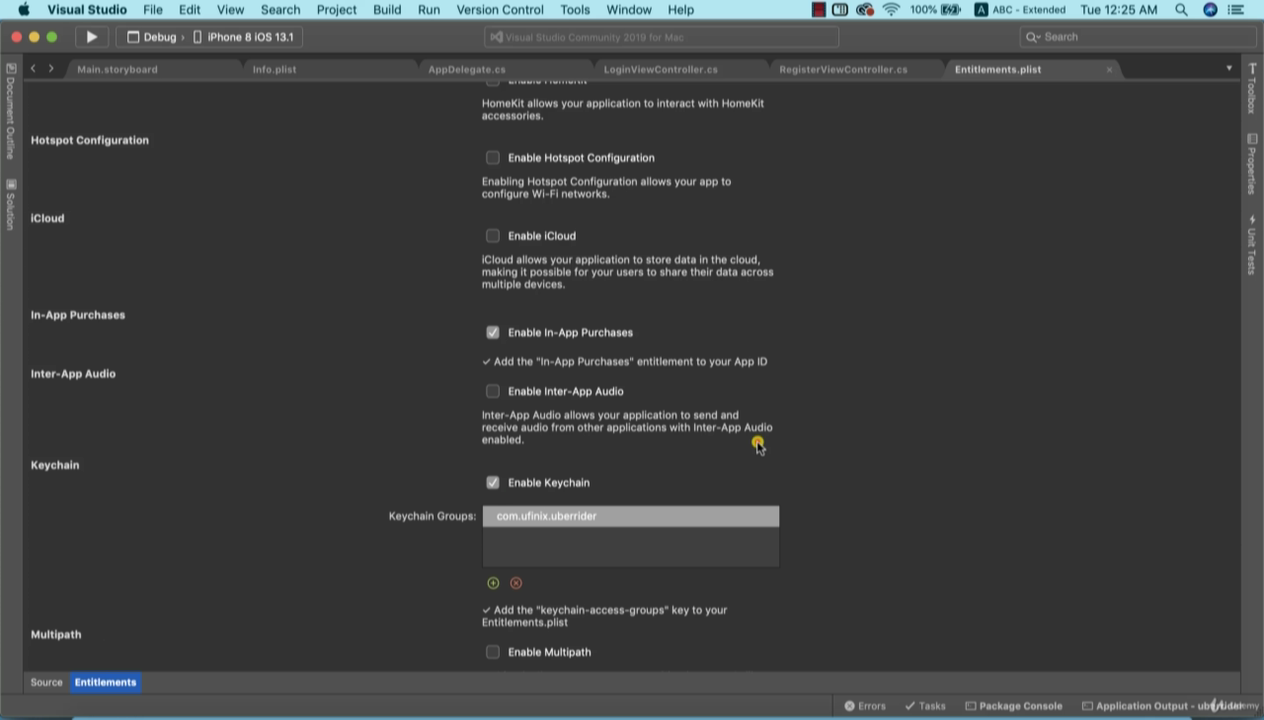 Visual Studio File Edit View Search Project Build Run Version Control Tools Window Help 100% A ABC - Extended Tue 12:25 AM
Debug › iPhone 8 iOS 13.1 Visual Studio Community 2019 for Mac Search
Main.storyboard Info.plist AppDelegate.cs LoginViewController.cs RegisterViewController.cs Entitlements.plist
Document Outline
Solution
Toolbox
Properties
Unit Tests
Enable HomeKit
HomeKit allows your application to interact with HomeKit
accessories.
Hotspot Configuration
Enable Hotspot Configuration
Enabling Hotspot Configuration allows your app to
configure Wi-Fi networks.
iCloud
Enable iCloud
iCloud allows your application to store data in the cloud,
making it possible for your users to share their data across
multiple devices.
In-App Purchases
Enable In-App Purchases
✓ Add the "In-App Purchases" entitlement to your App ID
Inter-App Audio
Enable Inter-App Audio
Inter-App Audio allows your application to send and
receive audio from other applications with Inter-App Audio
enabled.
Keychain
Enable Keychain
Keychain Groups: com.ufinix.uberrider
✓ Add the "keychain-access-groups" key to your
Entitlements.plist
Multipath
Enable Multipath
Source Entitlements
Errors Tasks Package Console Application Output -